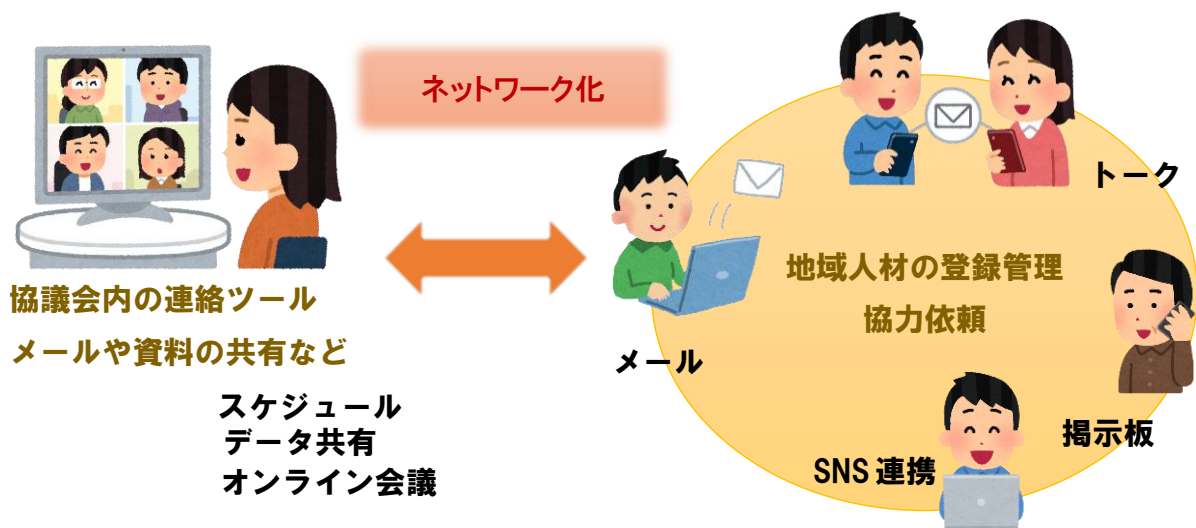 ネットワーク化
協議会内の連絡ツール
メールや資料の共有など
スケジュール
データ共有
オンライン会議
トーク
地域人材の登録管理
協力依頼
メール
掲示板
SNS連携